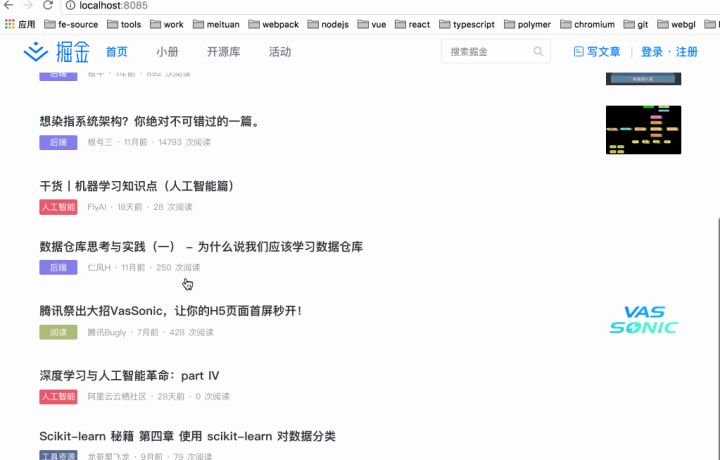 localhost:8085
应用 fe-source tools work meituan webpack nodejs vue react typescript polymer chromium git webgl
掘金 首页 小册 开源库 活动 搜索掘金 写文章 登录 · 注册
后端 根号 · 1年前 · 892 次阅读
想染指系统架构？你绝对不可错过的一篇。
后端 根号三 · 11月前 · 14793 次阅读
干货丨机器学习知识点（人工智能篇）
人工智能 FlyAI · 18天前 · 28 次阅读
数据仓库思考与实践（一） - 为什么说我们应该学习数据仓库
后端 仁风H · 11月前 · 250 次阅读
腾讯祭出大招VasSonic，让你的H5页面首屏秒开！
VAS
SONIC
阅读 腾讯Bugly · 7月前 · 428 次阅读
深度学习与人工智能革命：part IV
人工智能 阿里云云栖社区 · 28天前 · 0 次阅读
Scikit-learn 秘籍 第四章 使用 scikit-learn 对数据分类
工具资源 龙哥盟飞龙 · 9月前 · 79 次阅读